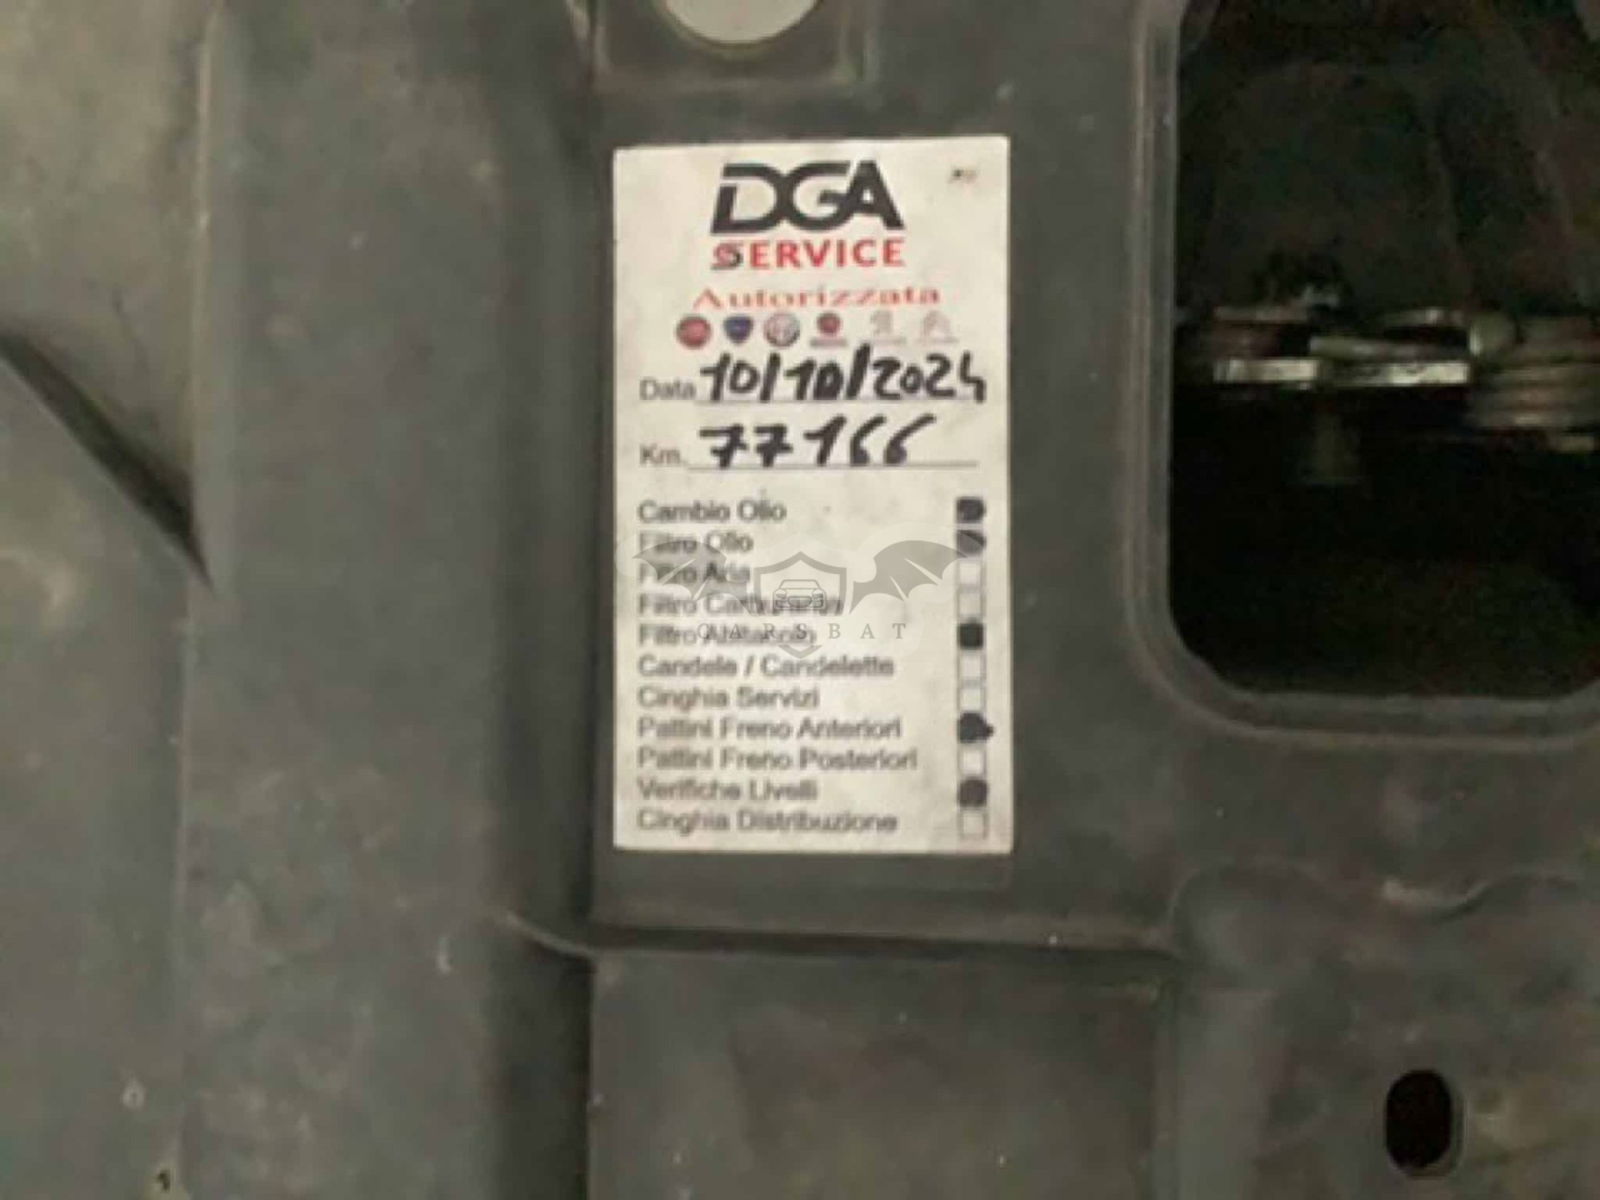 DGA
SERVICE
Autorizzata
Data 10/10/2024
Km. 77166
Cambio Olio
Filtro Olio
Filtro Aria
Filtro Carburante
Filtro Abitacolo
CARSBAT
Candele / Candelette
Cinghia Servizi
Pattini Freno Anteriori
Pattini Freno Posteriori
Verifiche Livelli
Cinghia Distribuzione